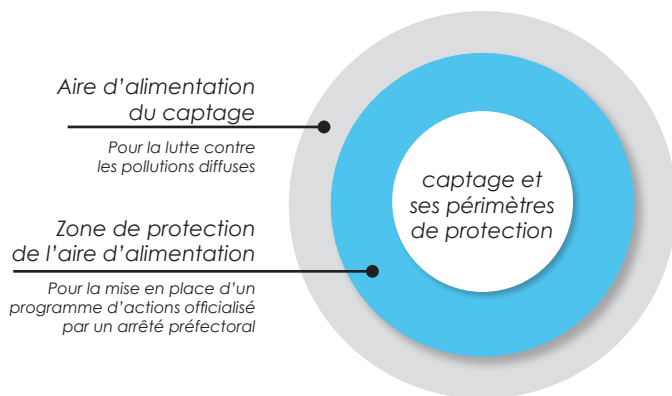 Aire d'alimentation
du captage
Pour la lutte contre
les pollutions diffuses
Zone de protection
de l'aire d'alimentation
Pour la mise en place d'un
programme d'actions officialisé
par un arrêté préfectoral
captage et
ses périmètres
de protection